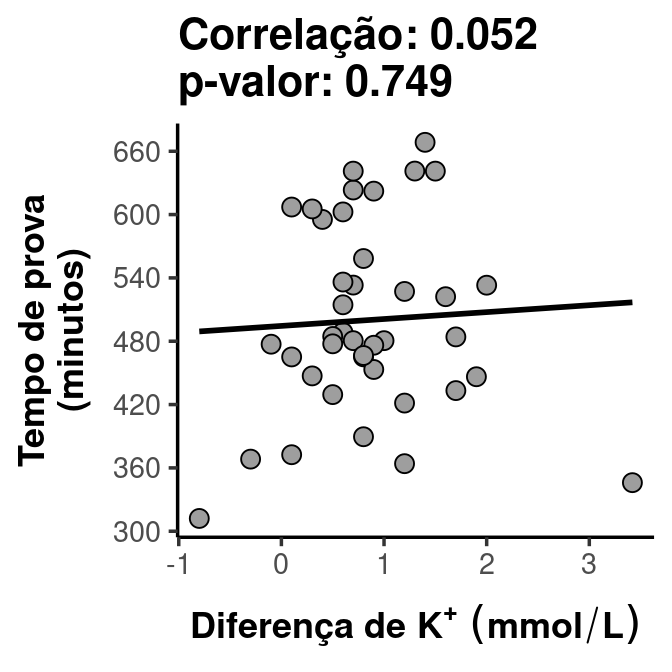 Correlação: 0.052
p-valor: 0.749
660
600
540
480
420
360
300
Tempo de prova
(minutos)
-1 0 1 2 3
Diferença de K⁺ (mmol/L)